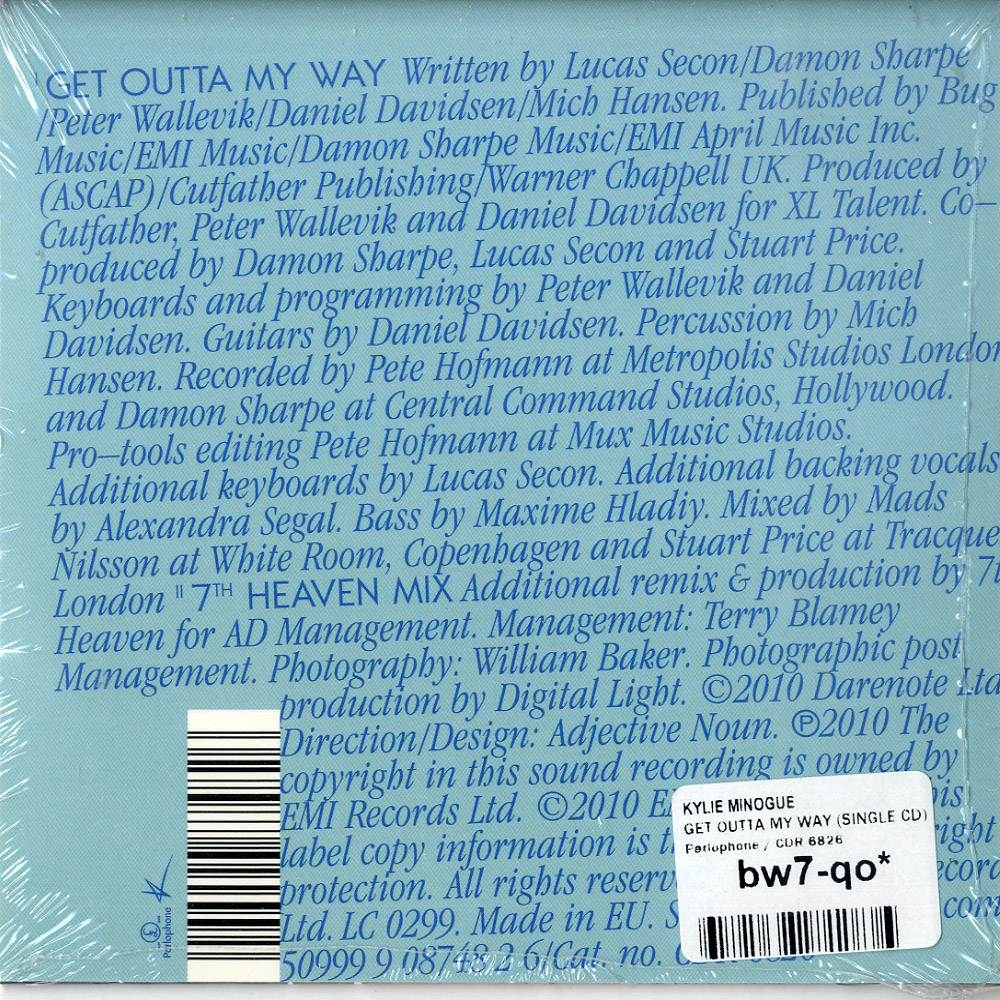 GET OUTTA MY WAY Written by Lucas Secon/Damon Sharpe
/Peter Wallevik/Daniel Davidsen/Mich Hansen. Published by Bug
Music/EMI Music/Damon Sharpe Music/EMI April Music Inc.
(ASCAP)/Cutfather Publishing/Warner Chappell UK. Produced by
Cutfather, Peter Wallevik and Daniel Davidsen for XL Talent. Co–
produced by Damon Sharpe, Lucas Secon and Stuart Price.
Keyboards and programming by Peter Wallevik and Daniel
Davidsen. Guitars by Daniel Davidsen. Percussion by Mich
Hansen. Recorded by Pete Hofmann at Metropolis Studios London
and Damon Sharpe at Central Command Studios, Hollywood.
Pro–tools editing Pete Hofmann at Mux Music Studios.
Additional keyboards by Lucas Secon. Additional backing vocals
by Alexandra Segal. Bass by Maxime Hladiy. Mixed by Mads
Nilsson at White Room, Copenhagen and Stuart Price at Tracque
London II 7TH HEAVEN MIX Additional remix & production by 7t
Heaven for AD Management. Management: Terry Blamey
Management. Photography: William Baker. Photographic post
production by Digital Light. ©2010 Darenote Ltd
Direction/Design: Adjective Noun. ℗2010 The
copyright in this sound recording is owned by
EMI Records Ltd. ©2010 E
label copy information is t
protection. All rights reserv
Ltd. LC 0299. Made in EU. S
50999 9 08748 2 6/Cat. no.
KYLIE MINOGUE
GET OUTTA MY WAY (SINGLE CD)
Parlophone / CDR 6826
bw7-qo*
Parlophone